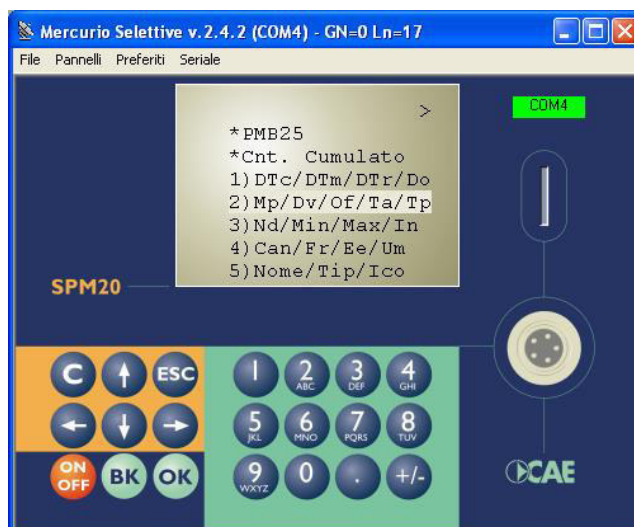 Mercurio Selettive v.2.4.2 (COM4) - GN=0 Ln=17
File Pannelli Preferiti Seriale
>
COM4
*PMB25
*Cnt. Cumulato
1)DTc/DTm/DTr/Do
2)Mp/Dv/Of/Ta/Tp
3)Nd/Min/Max/In
4)Can/Fr/Ee/Um
5)Nome/Tip/Ico
SPM20
C ESC
1 2 3 4
ABC DEF GHI
5 6 7 8
JKL MNO PQRS TUV
ON OFF BK OK
9 0 . +/-
WXYZ
CAE